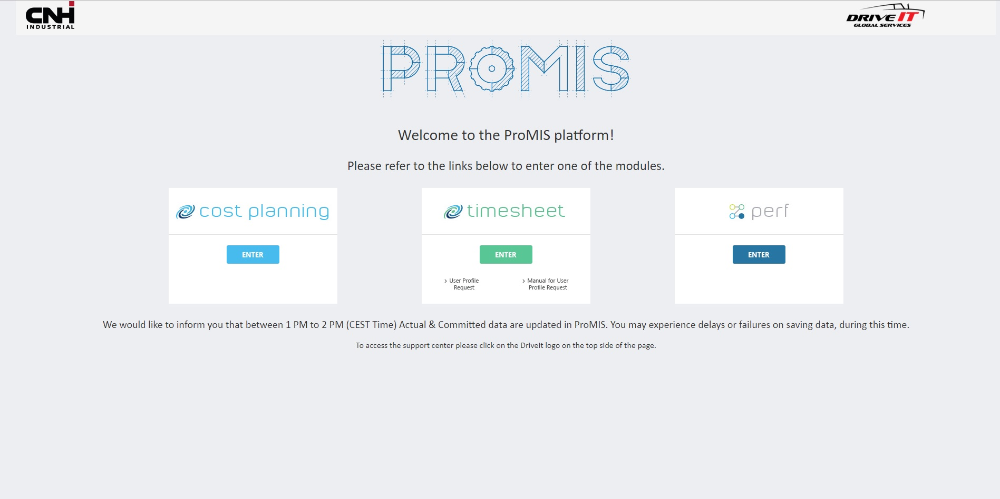 CNH
INDUSTRIAL
DRIVE IT
GLOBAL SERVICES
PROMIS
Welcome to the ProMIS platform!
Please refer to the links below to enter one of the modules.
cost planning
ENTER
timesheet
ENTER
› User Profile
Request
› Manual for User
Profile Request
perf
ENTER
We would like to inform you that between 1 PM to 2 PM (CEST Time) Actual & Committed data are updated in ProMIS. You may experience delays or failures on saving data, during this time.
To access the support center please click on the DriveIt logo on the top side of the page.